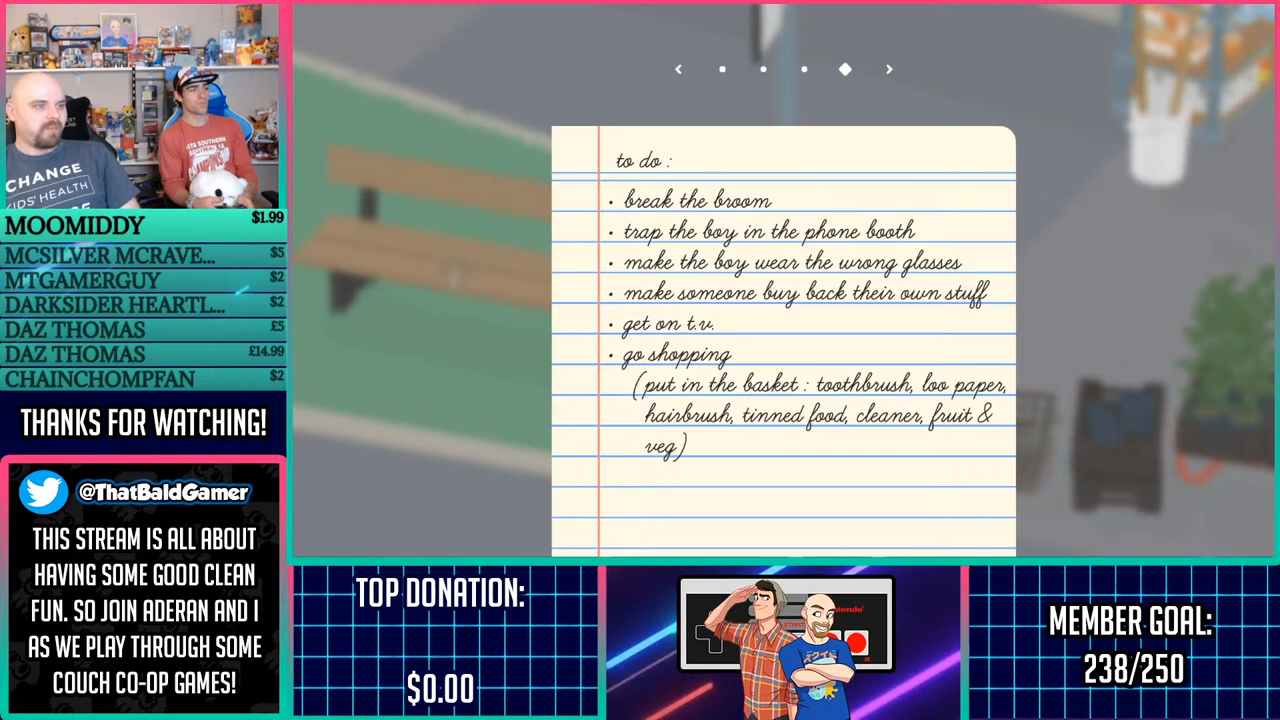 to do :
• break the broom
• trap the boy in the phone booth
• make the boy wear the wrong glasses
• make someone buy back their own stuff
• get on t.v.
• go shopping
(put in the basket : toothbrush, loo paper,
hairbrush, tinned food, cleaner, fruit &
veg)
CHANGE
KIDS' HEALTH
MOOMIDDY $1.99
MCSILVER MCRAVE... $5
MTGAMERGUY $2
DARKSIDER HEARTL... $2
DAZ THOMAS £5
DAZ THOMAS £14.99
CHAINCHOMPFAN $2
THANKS FOR WATCHING!
@ThatBaldGamer
THIS STREAM IS ALL ABOUT
HAVING SOME GOOD CLEAN
FUN. SO JOIN ADERAN AND I
AS WE PLAY THROUGH SOME
COUCH CO-OP GAMES!
TOP DONATION:
$0.00
START
MEMBER GOAL:
238/250